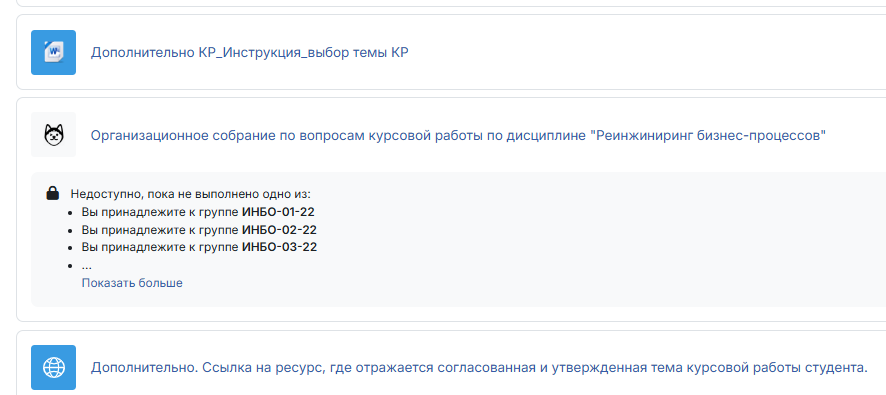 Дополнительно КР_Инструкция_выбор темы КР
Организационное собрание по вопросам курсовой работы по дисциплине "Реинжиниринг бизнес-процессов"
Недоступно, пока не выполнено одно из:
• Вы принадлежите к группе ИНБО-01-22
• Вы принадлежите к группе ИНБО-02-22
• Вы принадлежите к группе ИНБО-03-22
• ...
Показать больше
Дополнительно. Ссылка на ресурс, где отражается согласованная и утвержденная тема курсовой работы студента.